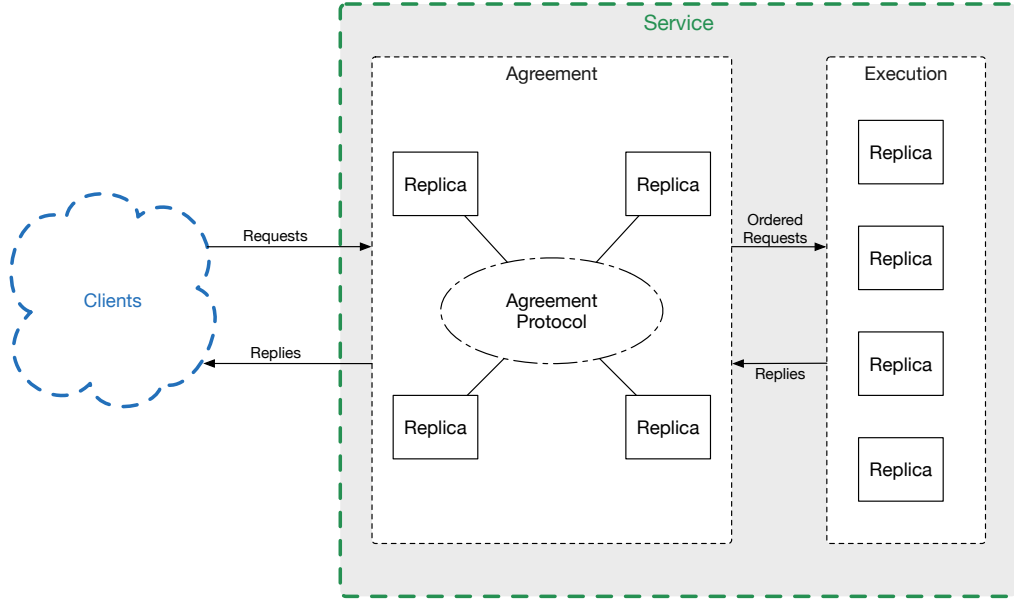 Service
Agreement
Execution
Replica
Replica
Replica
Ordered
Requests
Requests
Replica
Clients
Agreement
Protocol
Replies
Replies
Replica
Replica
Replica
Replica